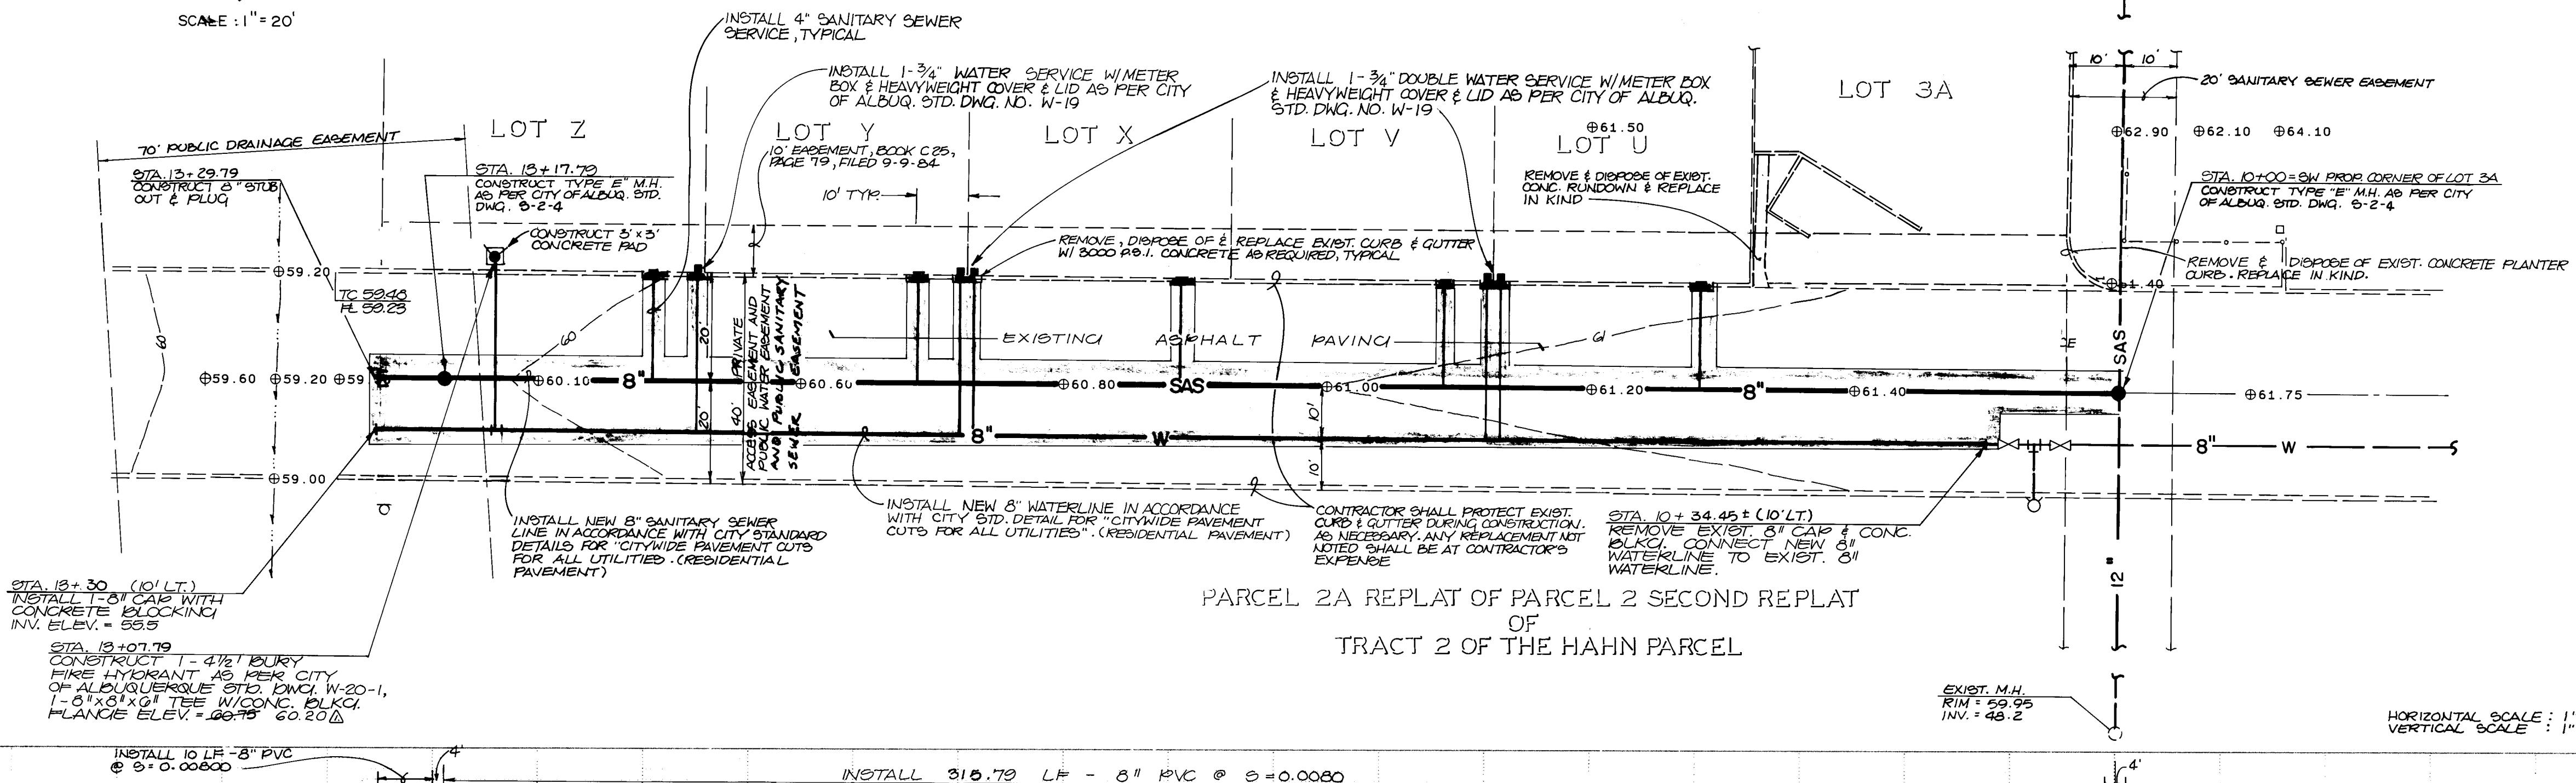 SCALE : 1" = 20'
INSTALL 4" SANITARY SEWER
SERVICE, TYPICAL
INSTALL 1-3/4" WATER SERVICE W/METER
BOX & HEAVYWEIGHT COVER & LID AS PER CITY
OF ALBUQ. STD. DWG. NO. W-19
INSTALL 1-3/4" DOUBLE WATER SERVICE W/METER BOX
& HEAVYWEIGHT COVER & LID AS PER CITY OF ALBUQ.
STD. DWG. NO. W-19
LOT 3A
10' 10'
20' SANITARY SEWER EASEMENT
70' PUBLIC DRAINAGE EASEMENT
LOT Z
LOT Y
LOT X
LOT V
⊕61.50
LOT U
⊕62.90 ⊕62.10 ⊕64.10
10' EASEMENT, BOOK C25,
PAGE 79, FILED 9-9-84
STA. 13+29.79
CONSTRUCT 8" STUB
OUT & PLUG
STA. 13+17.79
CONSTRUCT TYPE "E" M.H.
AS PER CITY OF ALBUQ. STD.
DWG. S-2-4
10' TYP.
REMOVE & DISPOSE OF EXIST.
CONC. RUNDOWN & REPLACE
IN KIND
STA. 10+00=SW PROP. CORNER OF LOT 3A
CONSTRUCT TYPE "E" M.H. AS PER CITY
OF ALBUQ. STD. DWG. S-2-4
CONSTRUCT 3'x3'
CONCRETE PAD
REMOVE, DISPOSE OF & REPLACE EXIST. CURB & GUTTER
W/ 3000 P.S.I. CONCRETE AS REQUIRED, TYPICAL
REMOVE & DISPOSE OF EXIST. CONCRETE PLANTER
CURB. REPLACE IN KIND.
⊕59.20
TC 59.48
FL 59.23
1.40
60
60
20'
20'
40' PRIVATE
ACCESS EASEMENT AND
PUBLIC WATER EASEMENT
AND PUBLIC SANITARY
SEWER EASEMENT
EXISTING ASPHALT PAVING
61
SAS
⊕59.60 ⊕59.20 ⊕59 ⊕60.10 8" ⊕60.60 ⊕60.80 SAS ⊕61.00 ⊕61.20 8" ⊕61.40 ⊕61.75
10'
10'
8" W 8" W
⊕59.00
INSTALL NEW 8" SANITARY SEWER
LINE IN ACCORDANCE WITH CITY STANDARD
DETAILS FOR "CITYWIDE PAVEMENT CUTS
FOR ALL UTILITIES. (RESIDENTIAL
PAVEMENT)
INSTALL NEW 8" WATERLINE IN ACCORDANCE
WITH CITY STD. DETAIL FOR "CITYWIDE PAVEMENT
CUTS FOR ALL UTILITIES". (RESIDENTIAL PAVEMENT)
CONTRACTOR SHALL PROTECT EXIST.
CURB & GUTTER DURING CONSTRUCTION.
AS NECESSARY. ANY REPLACEMENT NOT
NOTED SHALL BE AT CONTRACTOR'S
EXPENSE
STA. 10 + 34.45 ± (10' LT.)
REMOVE EXIST. 8" CAP & CONC.
BLKG. CONNECT NEW 8"
WATERLINE TO EXIST. 8"
WATERLINE.
12"
STA. 13+30 (10' LT.)
INSTALL 1-8" CAP WITH
CONCRETE BLOCKING
INV. ELEV. = 55.5
PARCEL 2A REPLAT OF PARCEL 2 SECOND REPLAT
OF
TRACT 2 OF THE HAHN PARCEL
STA. 13+07.79
CONSTRUCT 1 - 4 1/2' BURY
FIRE HYDRANT AS PER CITY
OF ALBUQUERQUE STD. DWG. W-20-1,
1-8"x8"x6" TEE W/CONC. BLKG.
FLANGE ELEV. = 60.75 60.20
EXIST. M.H.
RIM = 59.95
INV. = 48.2
HORIZONTAL SCALE : 1"
VERTICAL SCALE : 1"
INSTALL 10 LF - 8" PVC
@ S=0.00800
4'
INSTALL 315.79 LF - 8" PVC @ S=0.0080
4'